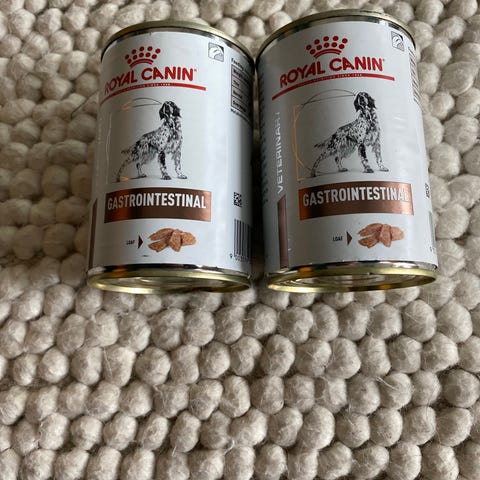 ROYAL CANIN
GASTROINTESTINAL
LOAF
ROYAL CANIN
VETERINARY
GASTROINTESTINAL
LOAF